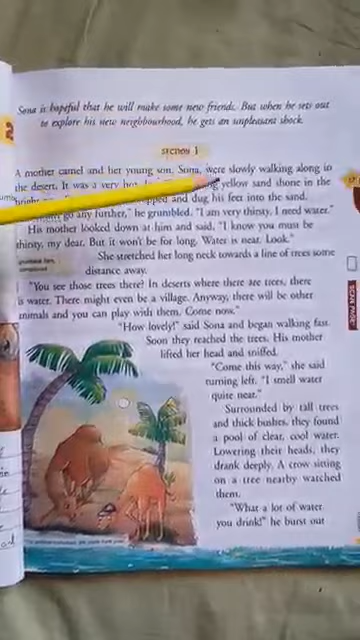 Sona is hopeful that he will make some new friends. But when he sets out
to explore his new neighbourhood, he gets an unpleasant shock.
2
SECTION 1
A mother camel and her young son, Sona, were slowly walking along in
the desert. It was a very hot yellow sand shone in the
bright and dug his feet into the sand.
go any further," he grumbled. "I am very thirsty. I need water."
His mother looked down at him and said, "I know you must be
thirsty, my dear. But it won't be for long. Water is near. Look."
She stretched her long neck towards a line of trees some
distance away.
grumbled:
complained
"You see those trees there? In deserts where there are trees, there
is water. There might even be a village. Anyway, there will be other
animals and you can play with them. Come now."
"How lovely!" said Sona and began walking fast.
Soon they reached the trees. His mother
lifted her head and sniffed.
"Come this way," she said
turning left. "I smell water
quite near."
Surrounded by tall trees
and thick bushes, they found
a pool of clear, cool water.
Lowering their heads, they
drank deeply. A crow sitting
on a tree nearby watched
them.
"What a lot of water
you drink!" he burst out
SCAN PAGE